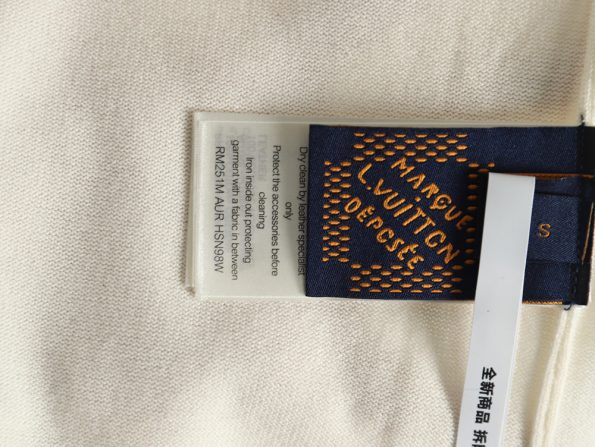 Dry clean by leather specialist
only
Protect the accessories before
cleaning
Iron inside out protecting
garment with a fabric in between
RM251M AUR HSN98W
MARQUE
L.VUITTON
DÉPOSÉE
S
全新商品 拆